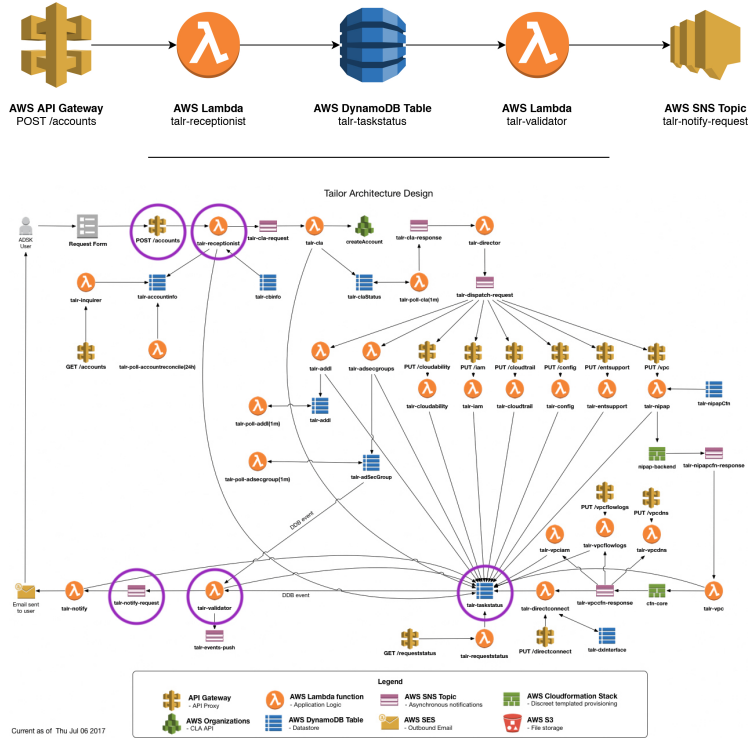 AWS API Gateway
POST /accounts
AWS Lambda
talr-receptionist
AWS DynamoDB Table
talr-taskstatus
AWS Lambda
talr-validator
AWS SNS Topic
talr-notify-request
Tailor Architecture Design
ADSK
User
Request Form
POST /accounts
talr-receptionist
talr-cla-request
talr-cla
createAccount
talr-cla-response
talr-director
talr-inquirer
talr-accountinfo
talr-cbinfo
talr-claStatus
talr-poll-cla(1m)
talr-dispatch-request
GET /accounts
talr-poll-accountreconcile(24h)
talr-addl
talr-adsecgroups
PUT /cloudability
PUT /iam
PUT /cloudtrail
PUT /config
PUT /entsupport
PUT /vpc
talr-cloudability
talr-iam
talr-cloudtrail
talr-config
talr-entsupport
talr-nipap
talr-nipapCfn
talr-poll-addl(1m)
talr-addl
talr-poll-adsecgroup(1m)
talr-adSecGroup
nipap-backend
talr-nipapcfn-response
PUT /vpcflowlogs
PUT /vpcdns
DDB event
talr-vpciam
talr-vpcflowlogs
talr-vpcdns
Email sent
to user
talr-notify
talr-notify-request
talr-validator
DDB event
talr-taskstatus
talr-directconnect
talr-vpccfn-response
cfn-core
talr-vpc
talr-events-push
GET /requeststatus
talr-requeststatus
PUT /directconnect
talr-dxinterface
Legend
API Gateway
- API Proxy
AWS Lambda function
- Application Logic
AWS SNS Topic
- Asynchronous notifications
AWS Cloudformation Stack
- Discreet templated provisioning
AWS Organizations
- CLA API
AWS DynamoDB Table
- Datastore
AWS SES
- Outbound Email
AWS S3
- File storage
Current as of Thu Jul 06 2017